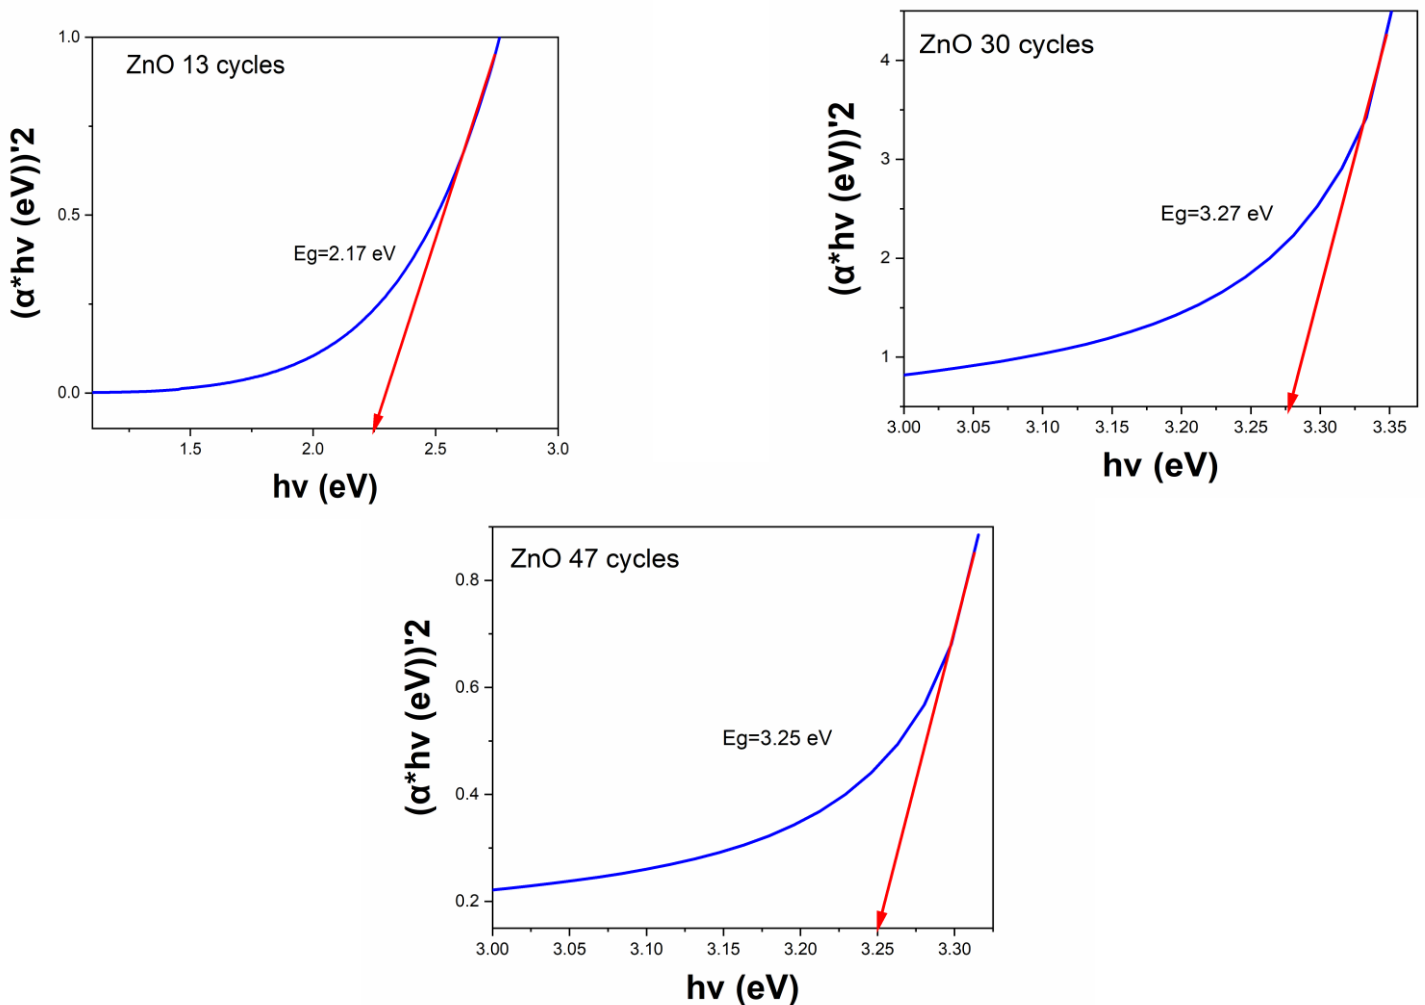 ZnO 13 cycles
(α*hv (eV))'2
1.0
0.5
0.0
Eg=2.17 eV
1.5 2.0 2.5 3.0
hv (eV)
ZnO 30 cycles
(α*hv (eV))'2
4
3
2
1
Eg=3.27 eV
3.00 3.05 3.10 3.15 3.20 3.25 3.30 3.35
hv (eV)
ZnO 47 cycles
(α*hv (eV))'2
0.8
0.6
0.4
0.2
Eg=3.25 eV
3.00 3.05 3.10 3.15 3.20 3.25 3.30
hv (eV)